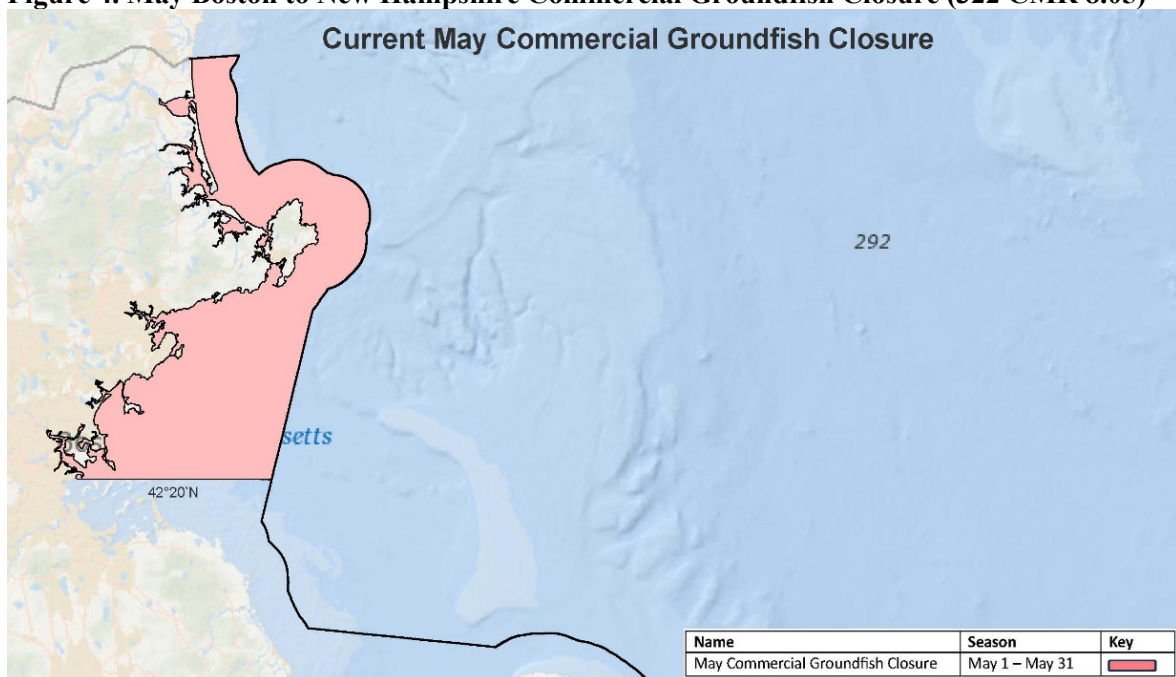 Figure 4. May Boston to New Hampshire Commercial Groundfish Closure (322 CMR 8.05)
Current May Commercial Groundfish Closure
292
setts
42°20'N
Name Season Key
May Commercial Groundfish Closure May 1 – May 31